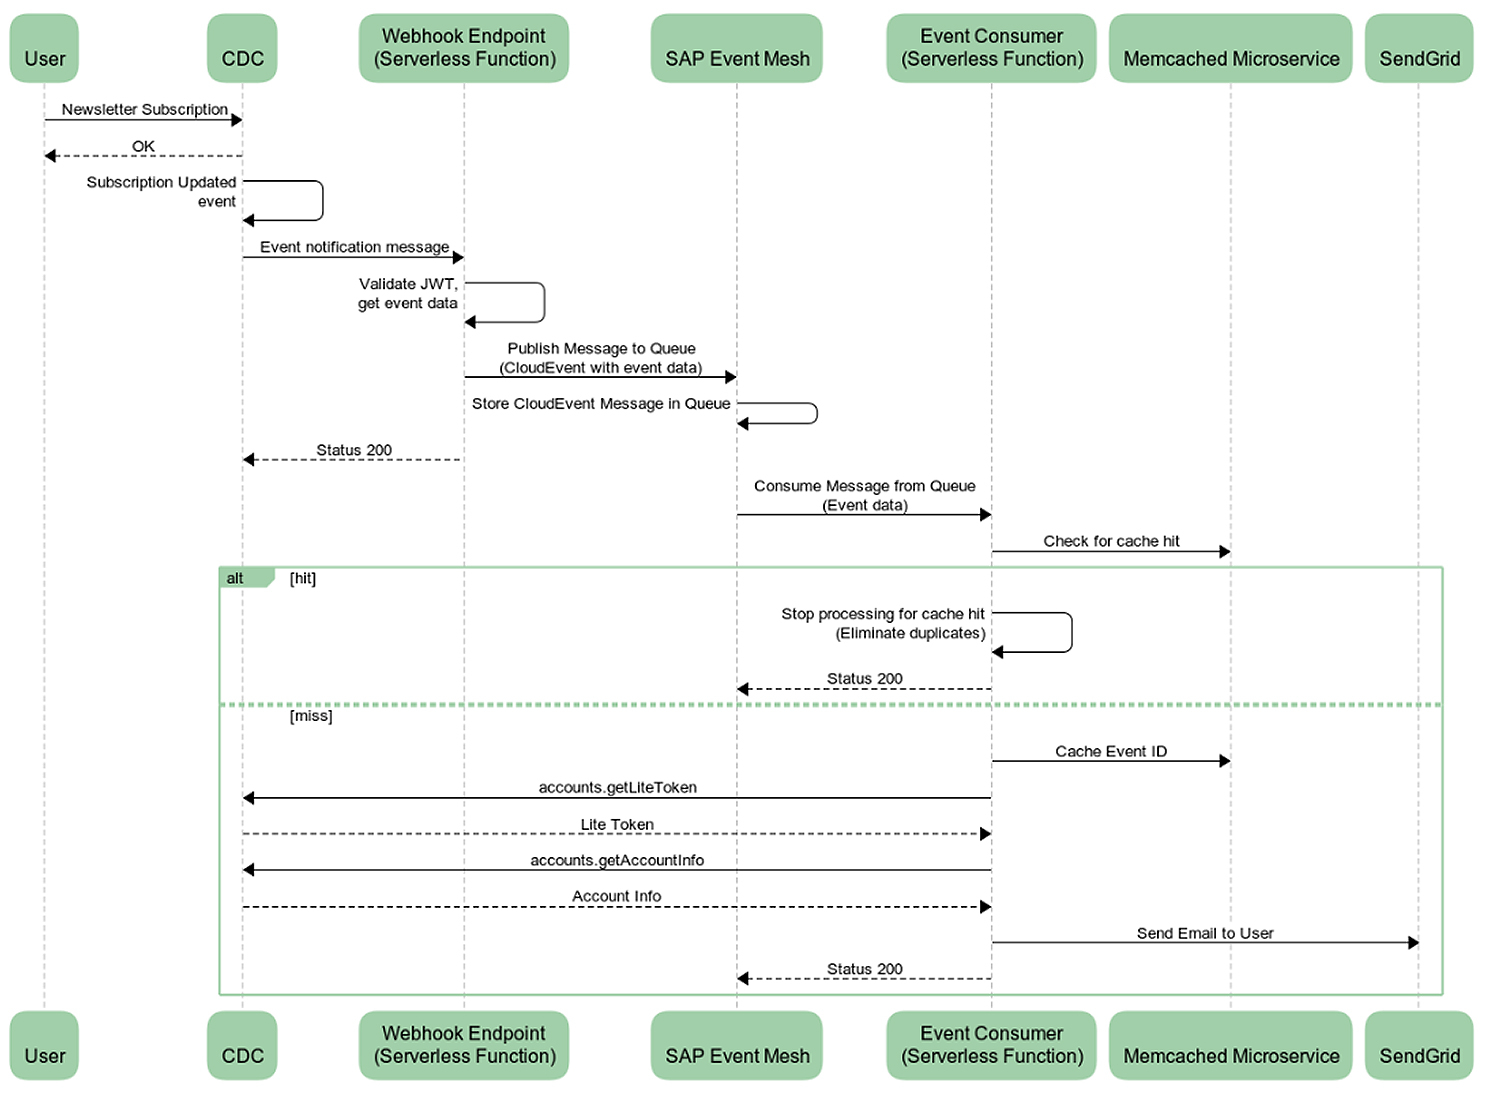 User
CDC
Webhook Endpoint
(Serverless Function)
SAP Event Mesh
Event Consumer
(Serverless Function)
Memcached Microservice
SendGrid
Newsletter Subscription
OK
Subscription Updated
event
Event notification message
Validate JWT,
get event data
Publish Message to Queue
(CloudEvent with event data)
Store CloudEvent Message in Queue
Status 200
Consume Message from Queue
(Event data)
Check for cache hit
alt
[hit]
Stop processing for cache hit
(Eliminate duplicates)
Status 200
[miss]
Cache Event ID
accounts.getLiteToken
Lite Token
accounts.getAccountInfo
Account Info
Send Email to User
Status 200
User
CDC
Webhook Endpoint
(Serverless Function)
SAP Event Mesh
Event Consumer
(Serverless Function)
Memcached Microservice
SendGrid